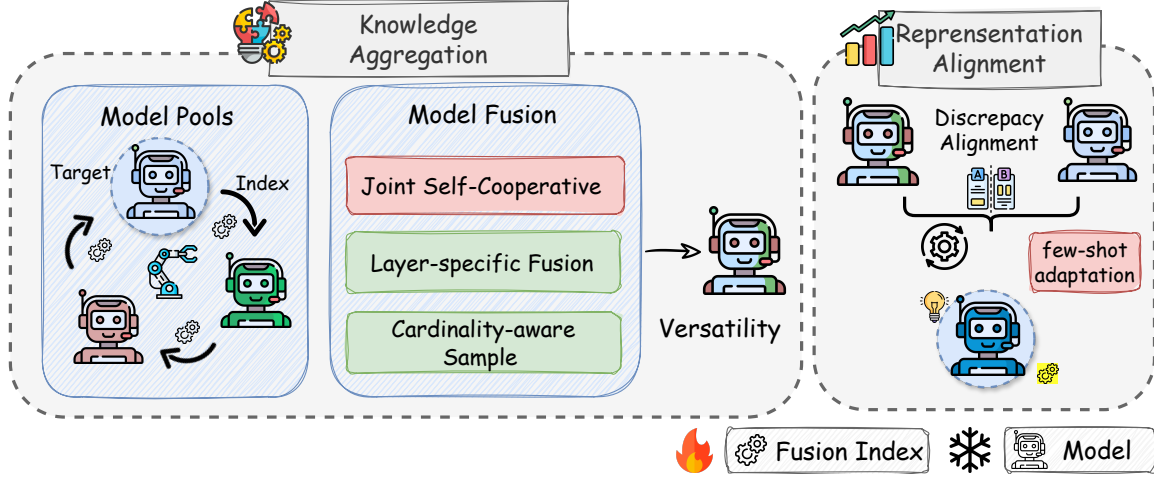 Knowledge
Aggregation
Model Pools
Target
Index
Model Fusion
Joint Self-Cooperative
Layer-specific Fusion
Cardinality-aware
Sample
Versatility
Reprensentation
Alignment
Discrepacy
Alignment
A B
few-shot
adaptation
Fusion Index
Model